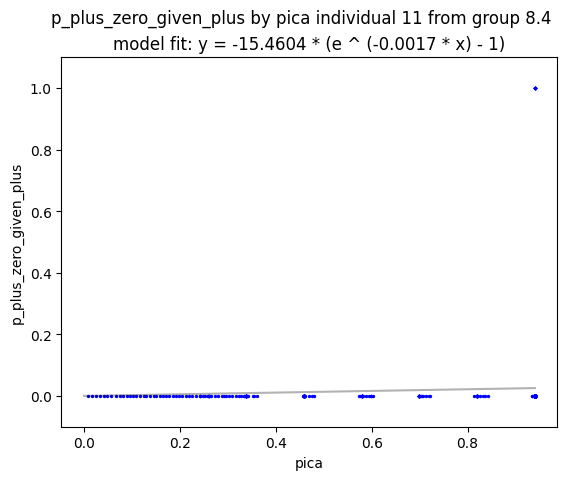 p_plus_zero_given_plus by pica individual 11 from group 8.4
model fit: y = -15.4604 * (e ^ (-0.0017 * x) - 1)
1.0
0.8
0.6
0.4
0.2
0.0
p_plus_zero_given_plus
0.0 0.2 0.4 0.6 0.8
pica